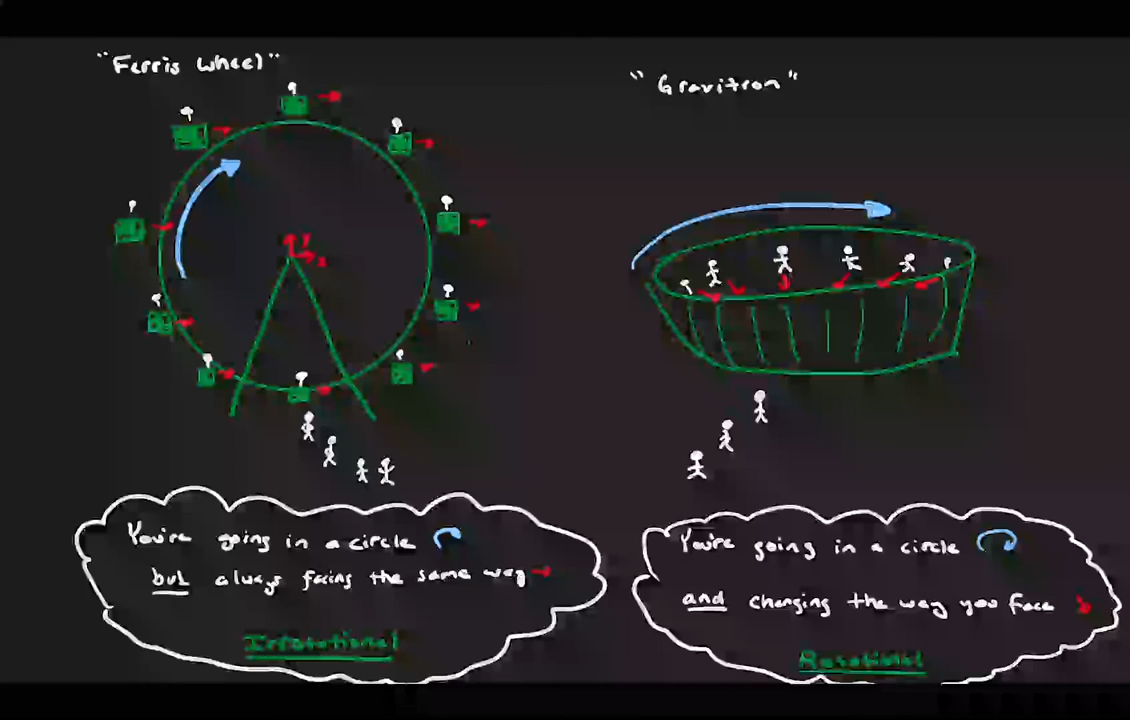 "Ferris wheel"
"Gravitron"
Y
x
You're going in a circle
but always facing the same way
Irrotational
You're going in a circle
and changing the way you face
Rotational